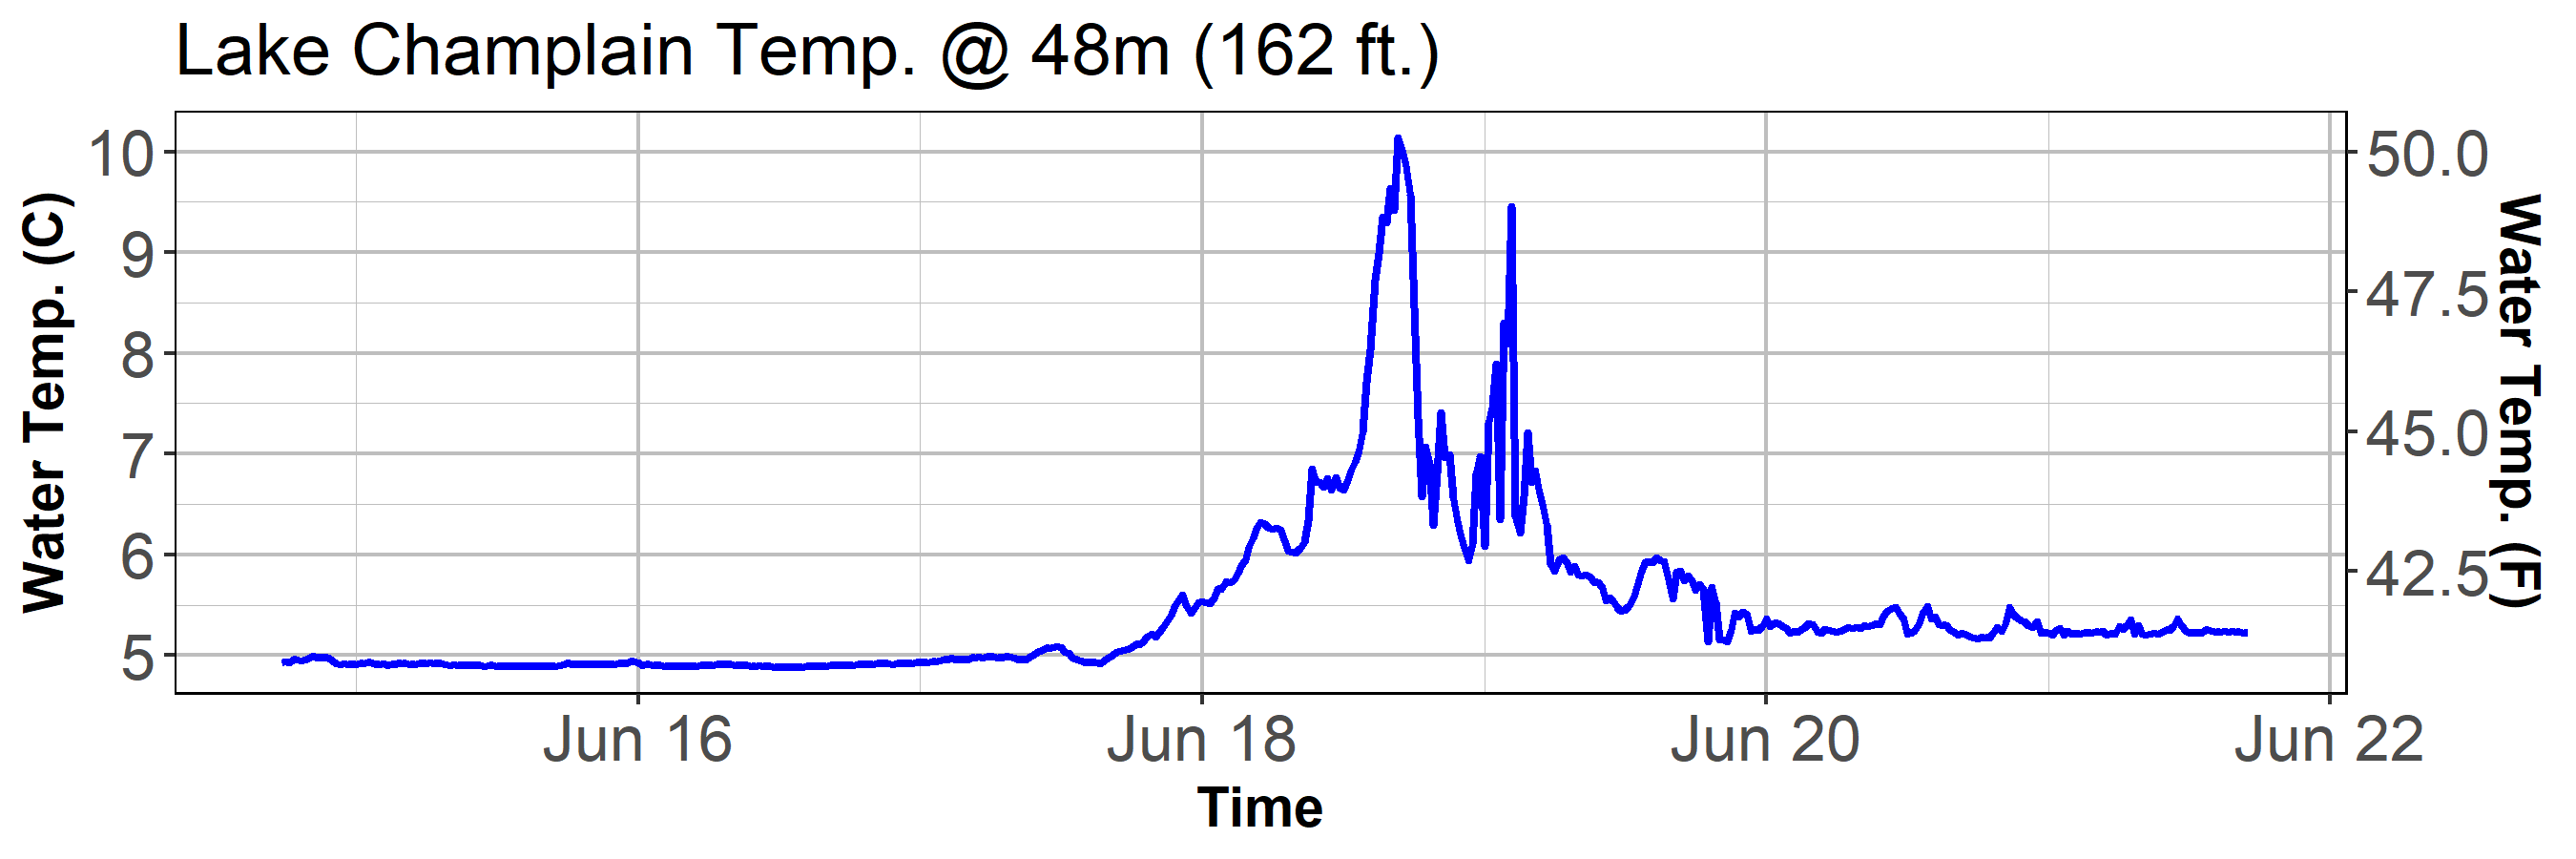 Lake Champlain Temp. @ 48m (162 ft.)
Water Temp. (C)
10
9
8
7
6
5
50.0
47.5
45.0
42.5
Water Temp. (F)
Jun 16
Jun 18
Jun 20
Jun 22
Time